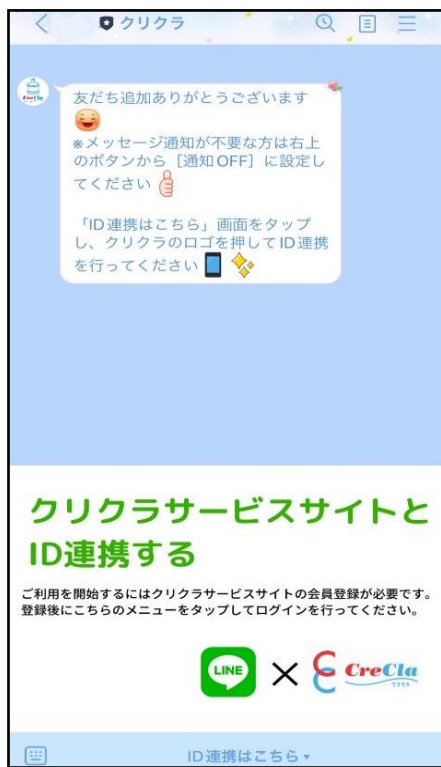 クリクラ
友だち追加ありがとうございます
※メッセージ通知が不要な方は右上
のボタンから［通知OFF］に設定し
てください
「ID連携はこちら」画面をタップ
し、クリクラのロゴを押してID連携
を行ってください
クリクラサービスサイトと
ID連携する
ご利用を開始するにはクリクラサービスサイトの会員登録が必要です。
登録後にこちらのメニューをタップしてログインを行ってください。
LINE × CreCla
クリクラ
ID連携はこちら▾